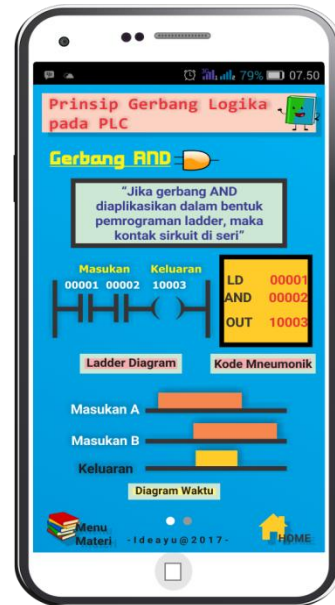 79% 07.50
Prinsip Gerbang Logika
pada PLC
Gerbang AND
"Jika gerbang AND
diaplikasikan dalam bentuk
pemrograman ladder, maka
kontak sirkuit di seri"
Masukan Keluaran
00001 00002 10003
LD 00001
AND 00002
OUT 10003
Ladder Diagram Kode Mneumonik
Masukan A
Masukan B
Keluaran
Diagram Waktu
Menu
Materi -Ideayu@2017- HOME